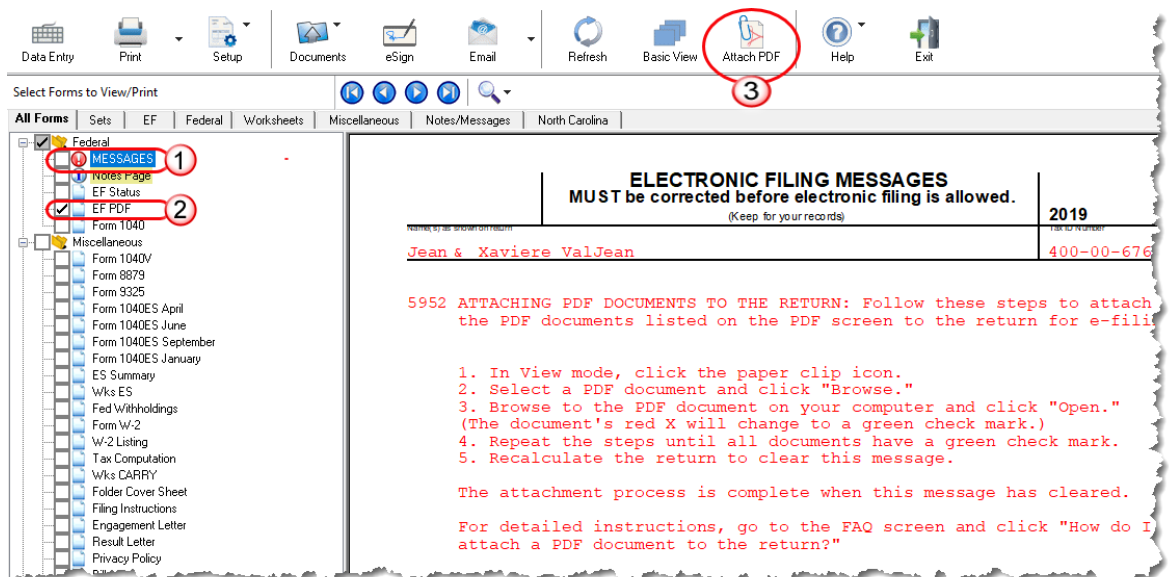 Data Entry Print Setup Documents eSign Email Refresh Basic View Attach PDF Help Exit
3
Select Forms to View/Print
All Forms Sets EF Federal Worksheets Miscellaneous Notes/Messages North Carolina
Federal
MESSAGES 1
Notes Page
EF Status
EF PDF 2
Form 1040
Miscellaneous
Form 1040V
Form 8879
Form 9325
Form 1040ES April
Form 1040ES June
Form 1040ES September
Form 1040ES January
ES Summary
Wks ES
Fed Withholdings
Form W-2
W-2 Listing
Tax Computation
Wks CARRY
Folder Cover Sheet
Filing Instructions
Engagement Letter
Result Letter
Privacy Policy
ELECTRONIC FILING MESSAGES
MUST be corrected before electronic filing is allowed.
(Keep for your records)
2019
Name(s) as shown on return
Tax ID Number
Jean & Xaviere ValJean
400-00-676
5952 ATTACHING PDF DOCUMENTS TO THE RETURN: Follow these steps to attach
the PDF documents listed on the PDF screen to the return for e-fili
1. In View mode, click the paper clip icon.
2. Select a PDF document and click "Browse."
3. Browse to the PDF document on your computer and click "Open."
(The document's red X will change to a green check mark.)
4. Repeat the steps until all documents have a green check mark.
5. Recalculate the return to clear this message.
The attachment process is complete when this message has cleared.
For detailed instructions, go to the FAQ screen and click "How do I
attach a PDF document to the return?"